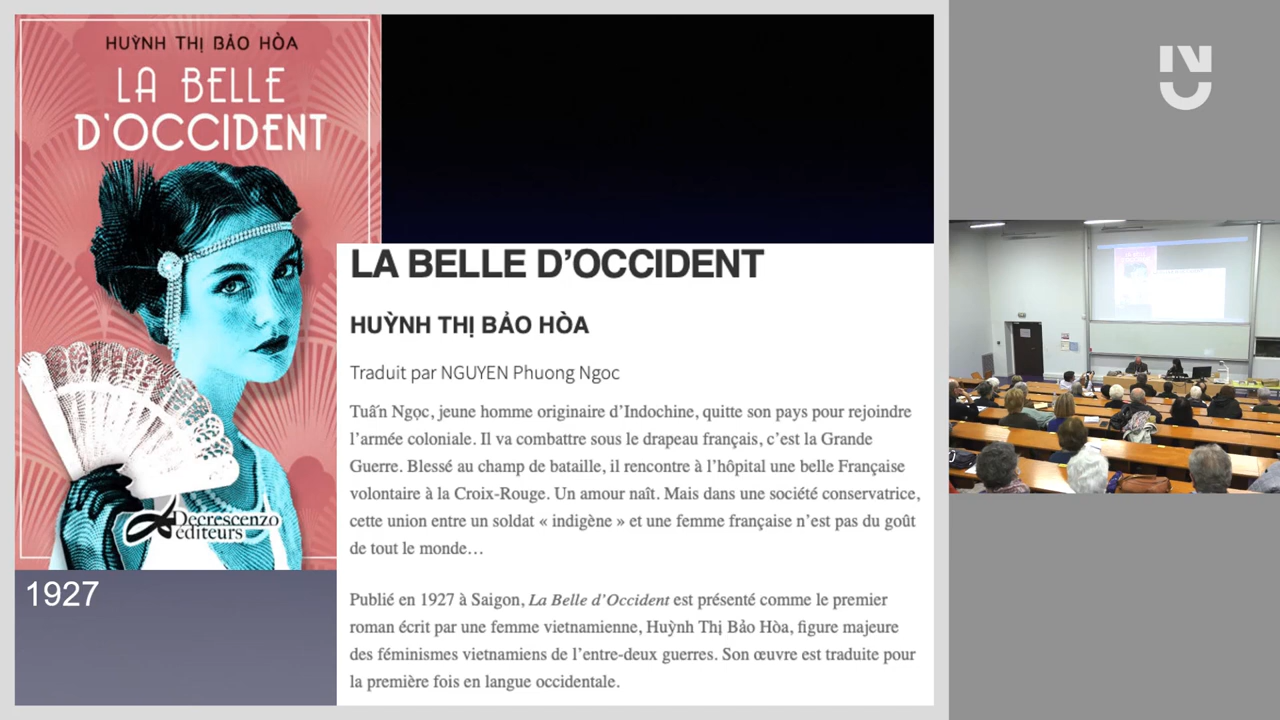 HUỲNH THỊ BẢO HÒA
LA BELLE
D'OCCIDENT
Decrescenzo
éditeurs
1927
LA BELLE D’OCCIDENT
HUỲNH THỊ BẢO HÒA
Traduit par NGUYEN Phuong Ngoc
Tuấn Ngọc, jeune homme originaire d’Indochine, quitte son pays pour rejoindre
l’armée coloniale. Il va combattre sous le drapeau français, c’est la Grande
Guerre. Blessé au champ de bataille, il rencontre à l’hôpital une belle Française
volontaire à la Croix-Rouge. Un amour naît. Mais dans une société conservatrice,
cette union entre un soldat « indigène » et une femme française n’est pas du goût
de tout le monde…
Publié en 1927 à Saigon, La Belle d’Occident est présenté comme le premier
roman écrit par une femme vietnamienne, Huỳnh Thị Bảo Hòa, figure majeure
des féminismes vietnamiens de l’entre-deux guerres. Son œuvre est traduite pour
la première fois en langue occidentale.